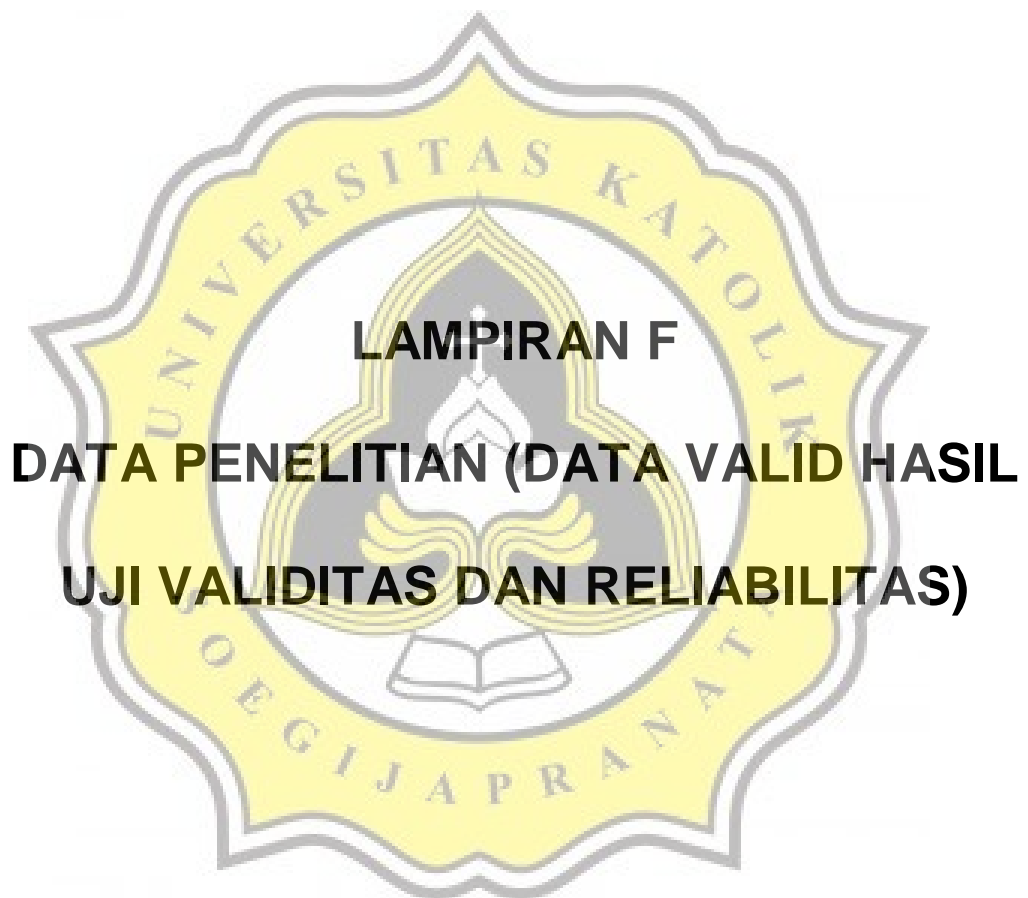 UNIVERSITAS KATOLIK
LAMPIRAN F
DATA PENELITIAN (DATA VALID HASIL
UJI VALIDITAS DAN RELIABILITAS)
SOEGIJAPRANATA